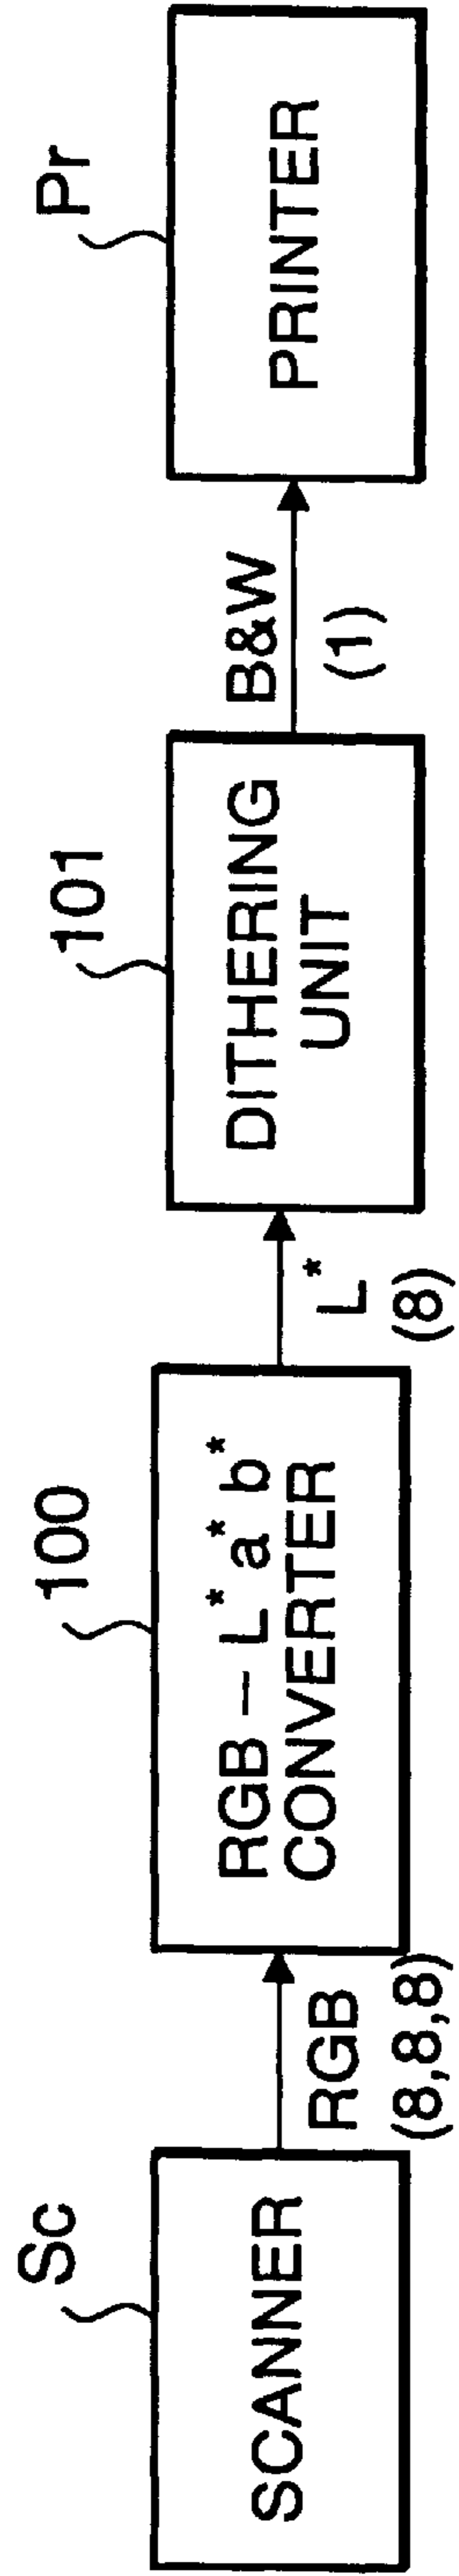 Sc
SCANNER
RGB
(8,8,8)
100
RGB – L* a* b*
CONVERTER
L*
(8)
101
DITHERING
UNIT
B&W
(1)
Pr
PRINTER